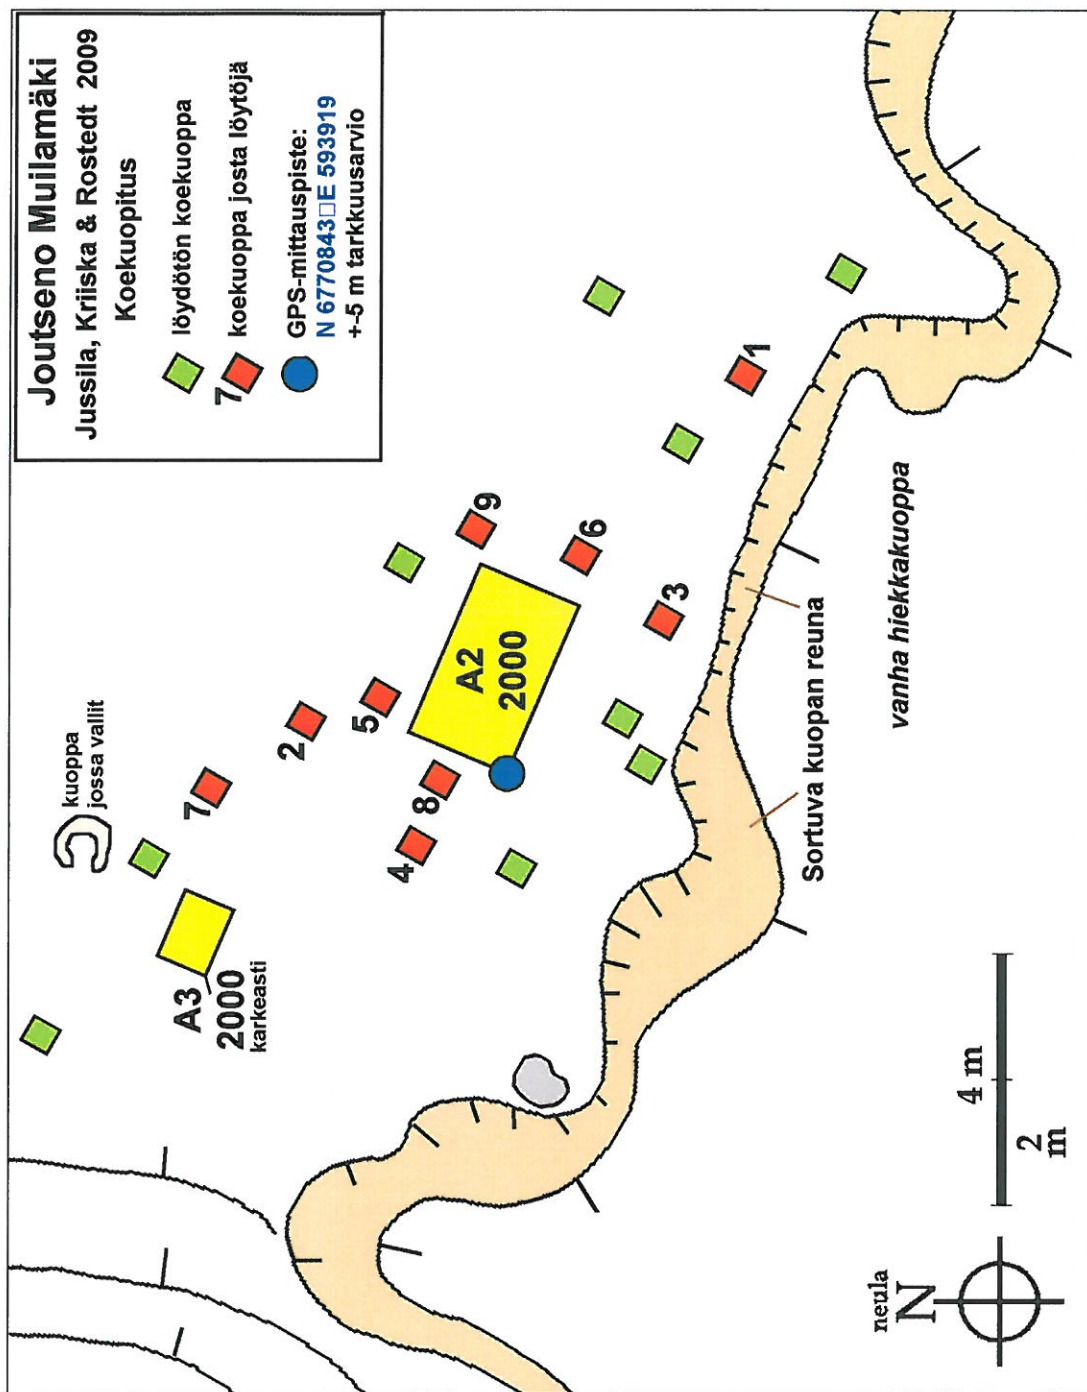 Joutseno Muilamäki
Jussila, Kriiska & Rostedt 2009
Koekuopitus
löydötön koekuoppa
7
koekuoppa josta löytöjä
GPS-mittauspiste:
N 6770843□E 593919
+-5 m tarkkuusarvio
kuoppa
jossa vallit
A3
2000
karkeasti
7
2
5
4
8
A2
2000
9
6
3
1
Sortuva kuopan reuna
vanha hiekkakuoppa
neula
N
4 m
2
m